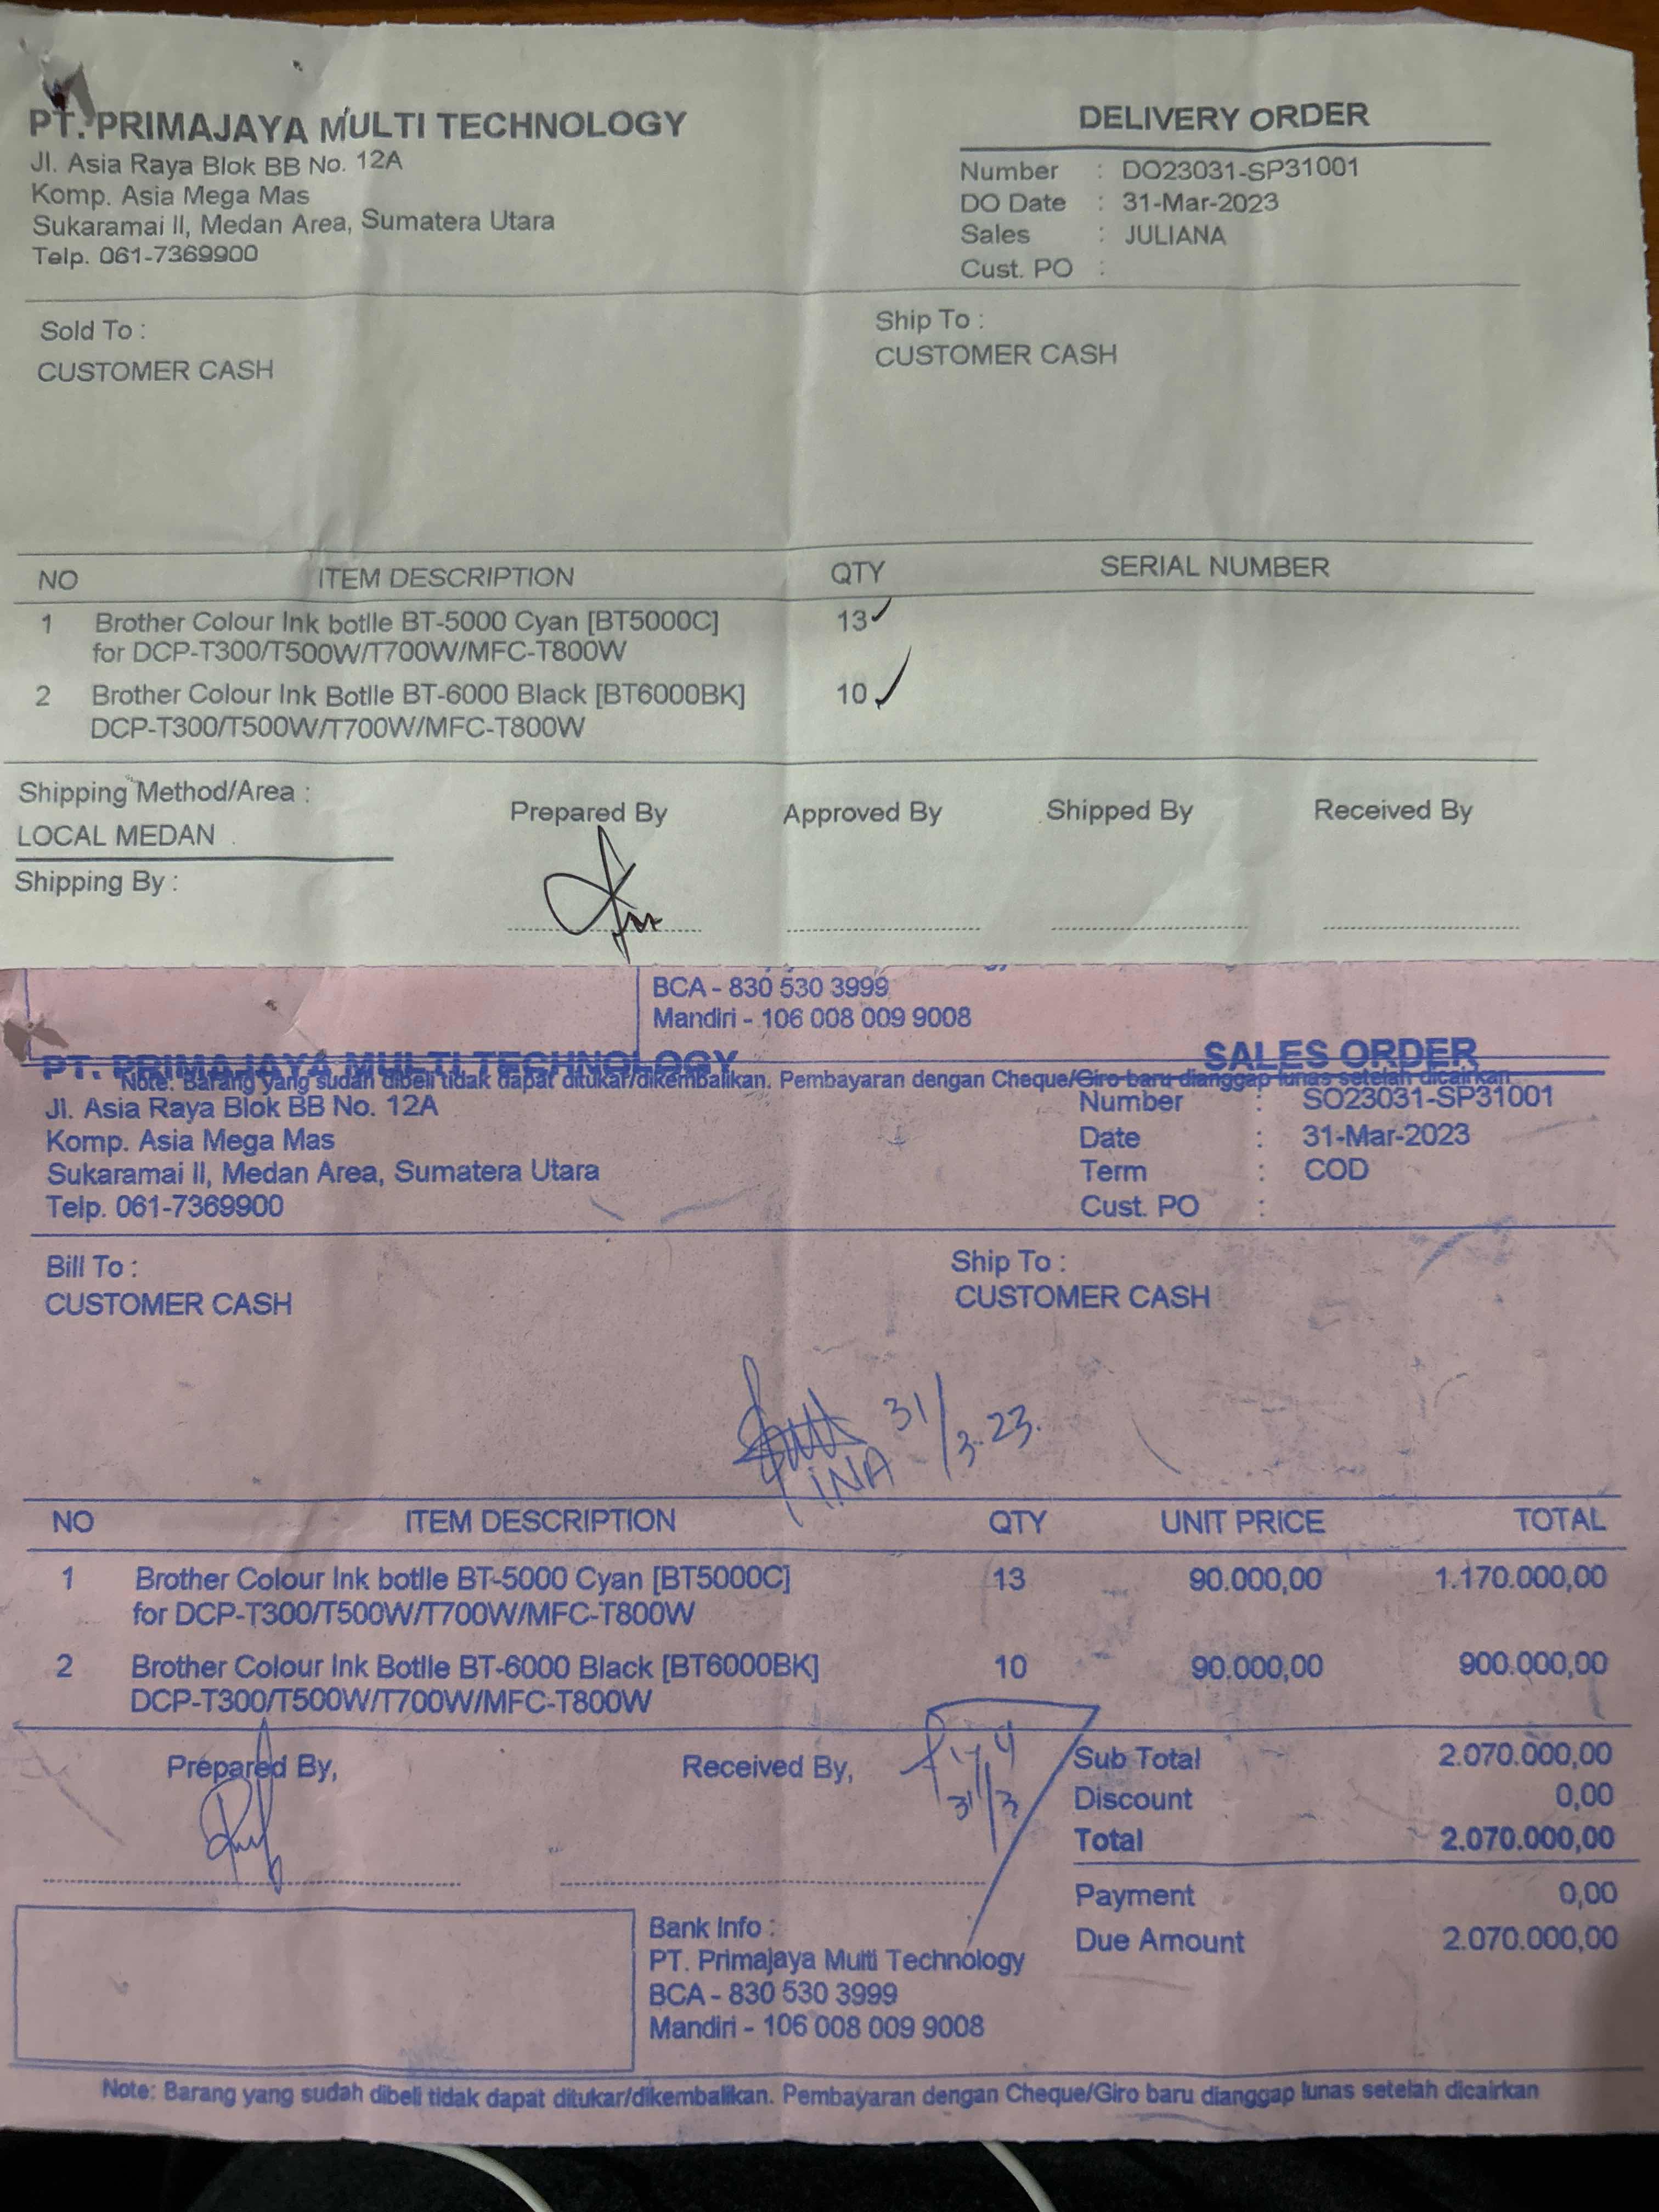 PT. PRIMAJAYA MULTI TECHNOLOGY
Jl. Asia Raya Blok BB No. 12A
Komp. Asia Mega Mas
Sukaramai II, Medan Area, Sumatera Utara
Telp. 061-7369900
DELIVERY ORDER
Number : DO23031-SP31001
DO Date : 31-Mar-2023
Sales : JULIANA
Cust. PO :
Sold To :
CUSTOMER CASH
Ship To :
CUSTOMER CASH
NO ITEM DESCRIPTION QTY SERIAL NUMBER
1 Brother Colour Ink botlle BT-5000 Cyan [BT5000C] 13
for DCP-T300/T500W/T700W/MFC-T800W
2 Brother Colour Ink Botlle BT-6000 Black [BT6000BK] 10
DCP-T300/T500W/T700W/MFC-T800W
Shipping Method/Area :
LOCAL MEDAN
Shipping By :
Prepared By Approved By Shipped By Received By
BCA - 830 530 3999
Mandiri - 106 008 009 9008
PT. PRIMAJAYA MULTI TECHNOLOGY
SALES ORDER
Note: Barang yang sudah dibeli tidak dapat ditukar/dikembalikan. Pembayaran dengan Cheque/Giro baru dianggap lunas setelah dicairkan
Jl. Asia Raya Blok BB No. 12A
Komp. Asia Mega Mas
Sukaramai II, Medan Area, Sumatera Utara
Telp. 061-7369900
Number : SO23031-SP31001
Date : 31-Mar-2023
Term : COD
Cust. PO :
Bill To :
CUSTOMER CASH
Ship To :
CUSTOMER CASH
31/3.23.
INA
NO ITEM DESCRIPTION QTY UNIT PRICE TOTAL
1 Brother Colour Ink botlle BT-5000 Cyan [BT5000C] 13 90.000,00 1.170.000,00
for DCP-T300/T500W/T700W/MFC-T800W
2 Brother Colour Ink Botlle BT-6000 Black [BT6000BK] 10 90.000,00 900.000,00
DCP-T300/T500W/T700W/MFC-T800W
Prepared By,
Received By,
31/3
Sub Total 2.070.000,00
Discount 0,00
Total 2.070.000,00
Payment 0,00
Due Amount 2.070.000,00
Bank Info :
PT. Primajaya Multi Technology
BCA - 830 530 3999
Mandiri - 106 008 009 9008
Note: Barang yang sudah dibeli tidak dapat ditukar/dikembalikan. Pembayaran dengan Cheque/Giro baru dianggap lunas setelah dicairkan